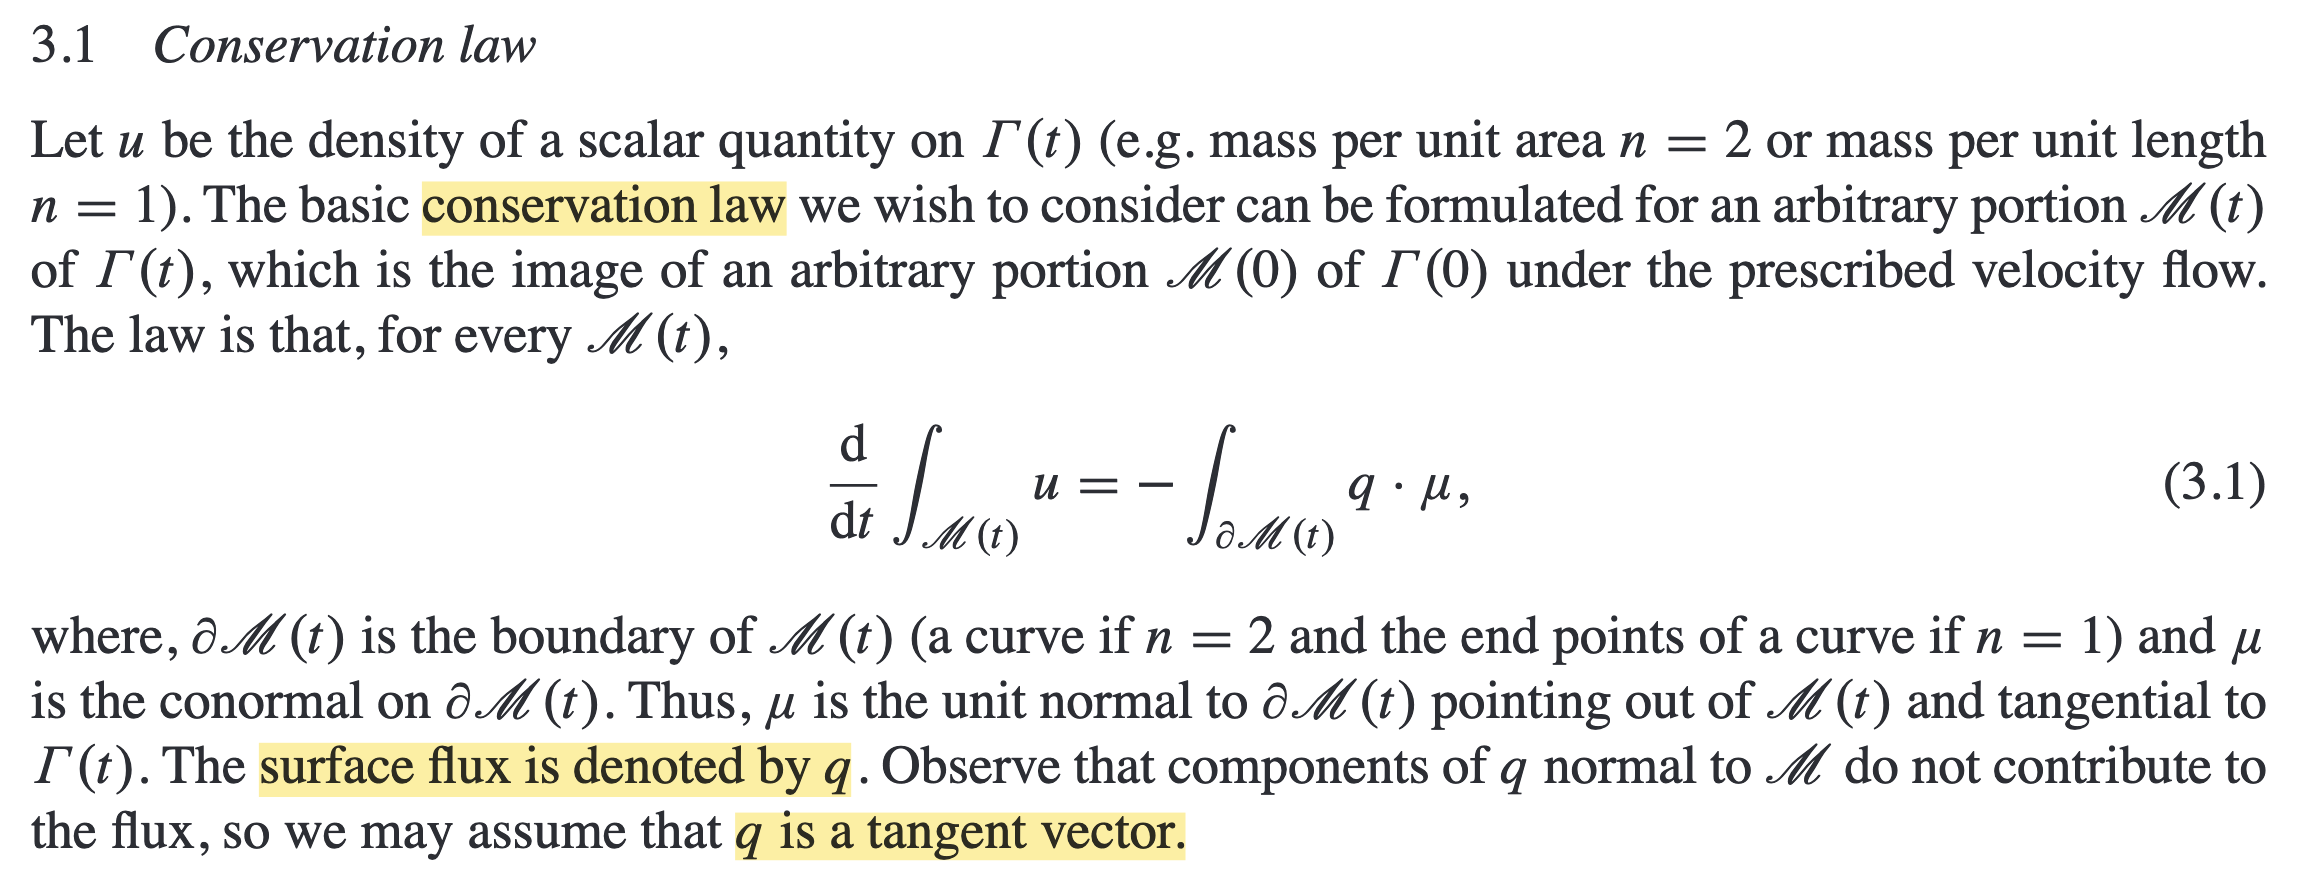 3.1 Conservation law
Let u be the density of a scalar quantity on Γ(t) (e.g. mass per unit area n = 2 or mass per unit length
n = 1). The basic conservation law we wish to consider can be formulated for an arbitrary portion ℳ(t)
of Γ(t), which is the image of an arbitrary portion ℳ(0) of Γ(0) under the prescribed velocity flow.
The law is that, for every ℳ(t),
d/dt ∫_{ℳ(t)} u = − ∫_{∂ℳ(t)} q · μ, (3.1)
where, ∂ℳ(t) is the boundary of ℳ(t) (a curve if n = 2 and the end points of a curve if n = 1) and μ
is the conormal on ∂ℳ(t). Thus, μ is the unit normal to ∂ℳ(t) pointing out of ℳ(t) and tangential to
Γ(t). The surface flux is denoted by q. Observe that components of q normal to ℳ do not contribute to
the flux, so we may assume that q is a tangent vector.